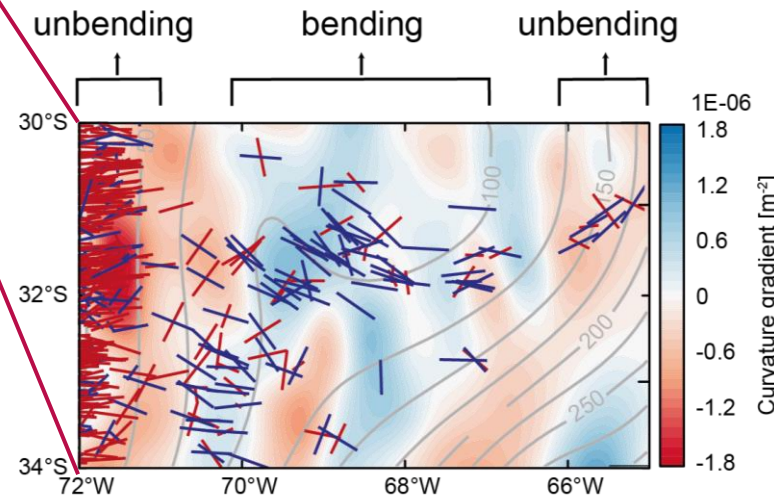 unbending bending unbending
1E-06
30°S
32°S
34°S
72°W 70°W 68°W 66°W
100
150
200
250
1.8
1.2
0.6
0
-0.6
-1.2
-1.8
Curvature gradient [m⁻²]